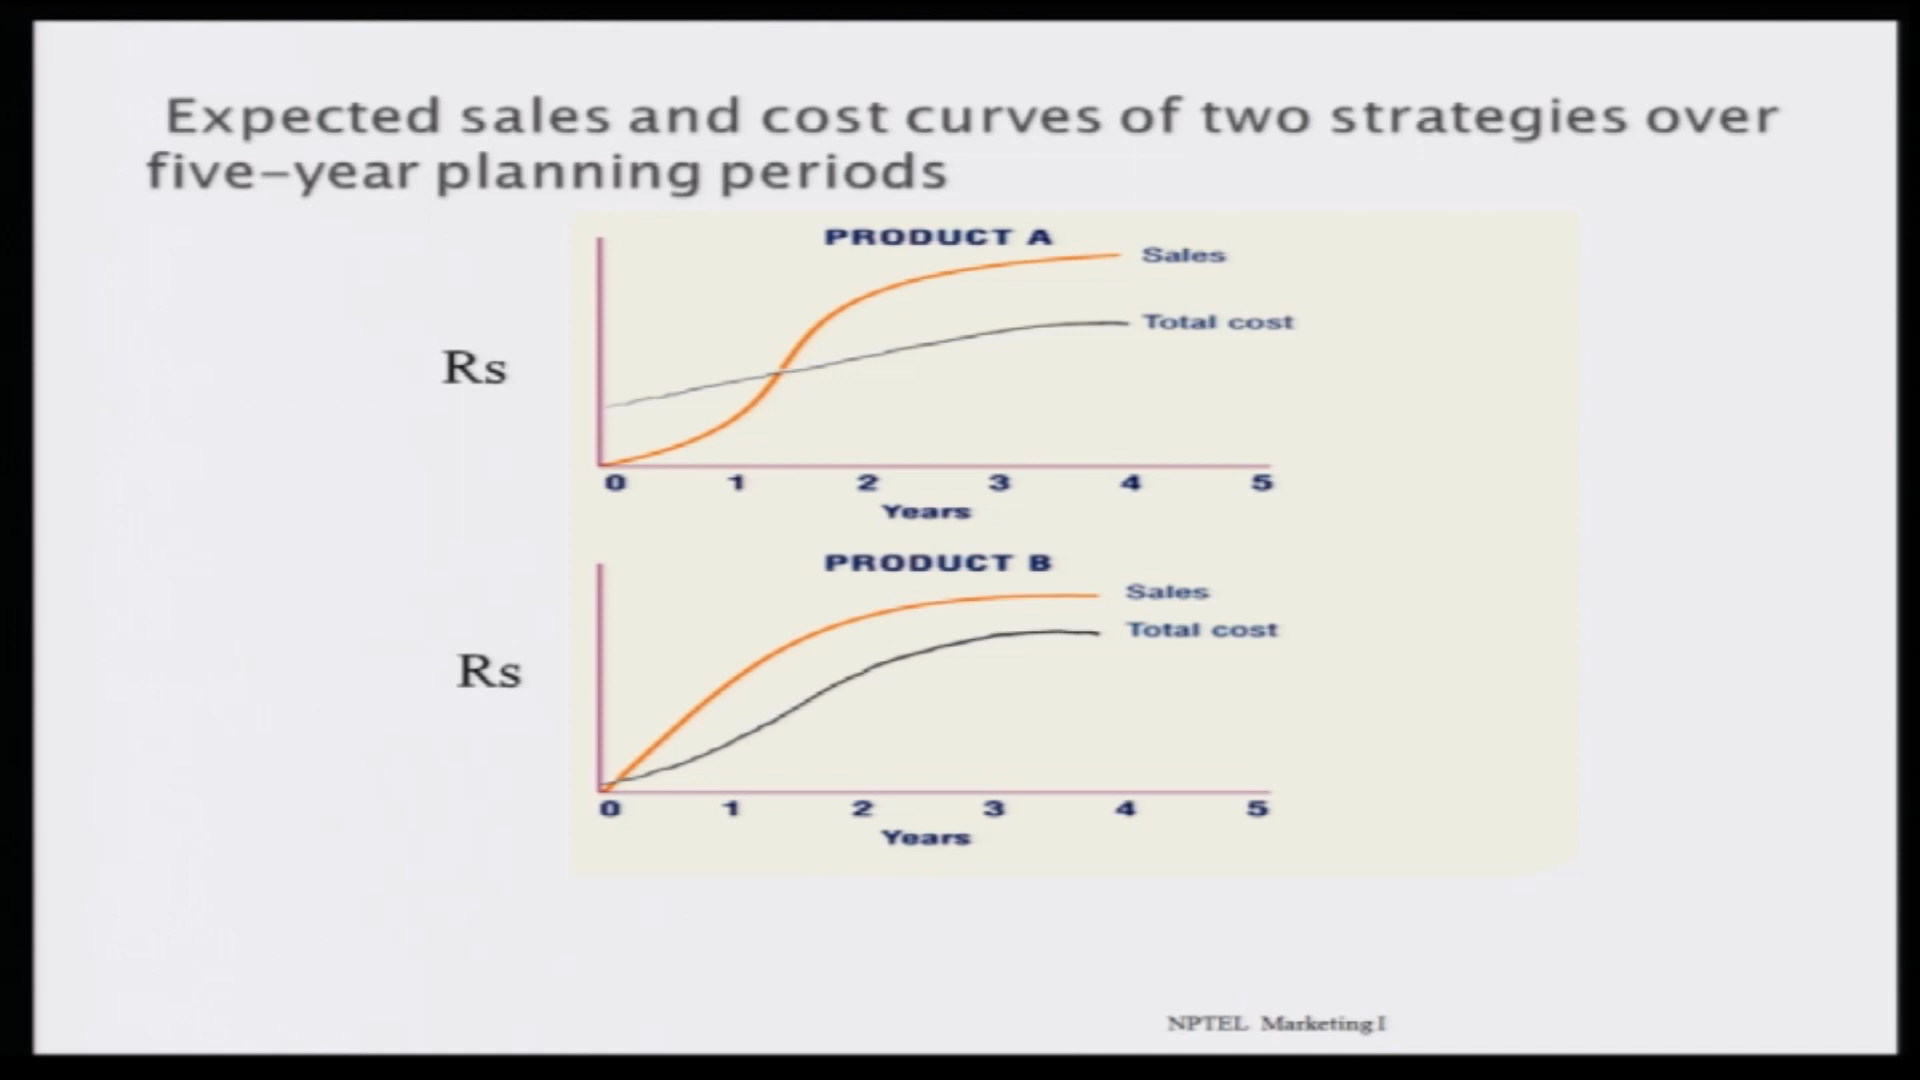 Expected sales and cost curves of two strategies over
five-year planning periods
PRODUCT A
Sales
Total cost
Rs
0 1 2 3 4 5
Years
PRODUCT B
Sales
Total cost
Rs
0 1 2 3 4 5
Years
NPTEL Marketing I